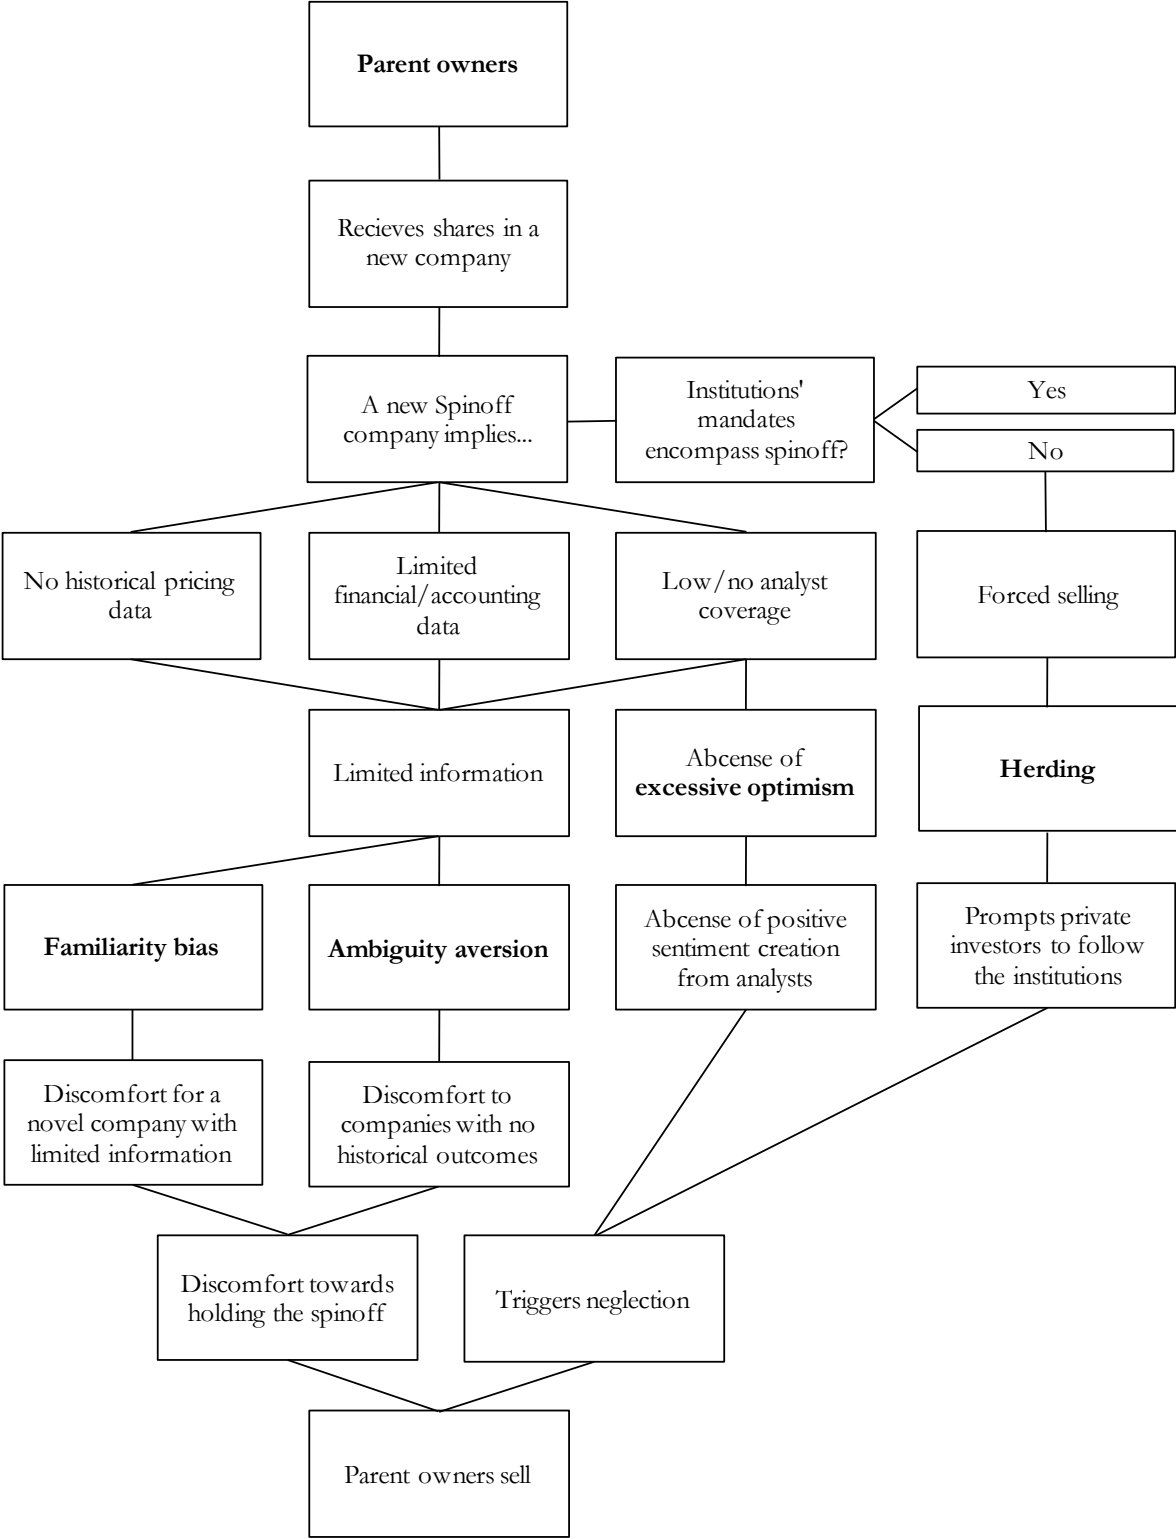 Parent owners
Recieves shares in a
new company
A new Spinoff
company implies...
Institutions'
mandates
encompass spinoff?
Yes
No
No historical pricing
data
Limited
financial/accounting
data
Low/no analyst
coverage
Forced selling
Limited information
Abcense of
excessive optimism
Herding
Familiarity bias
Ambiguity aversion
Abcense of positive
sentiment creation
from analysts
Prompts private
investors to follow
the institutions
Discomfort for a
novel company with
limited information
Discomfort to
companies with no
historical outcomes
Discomfort towards
holding the spinoff
Triggers neglection
Parent owners sell